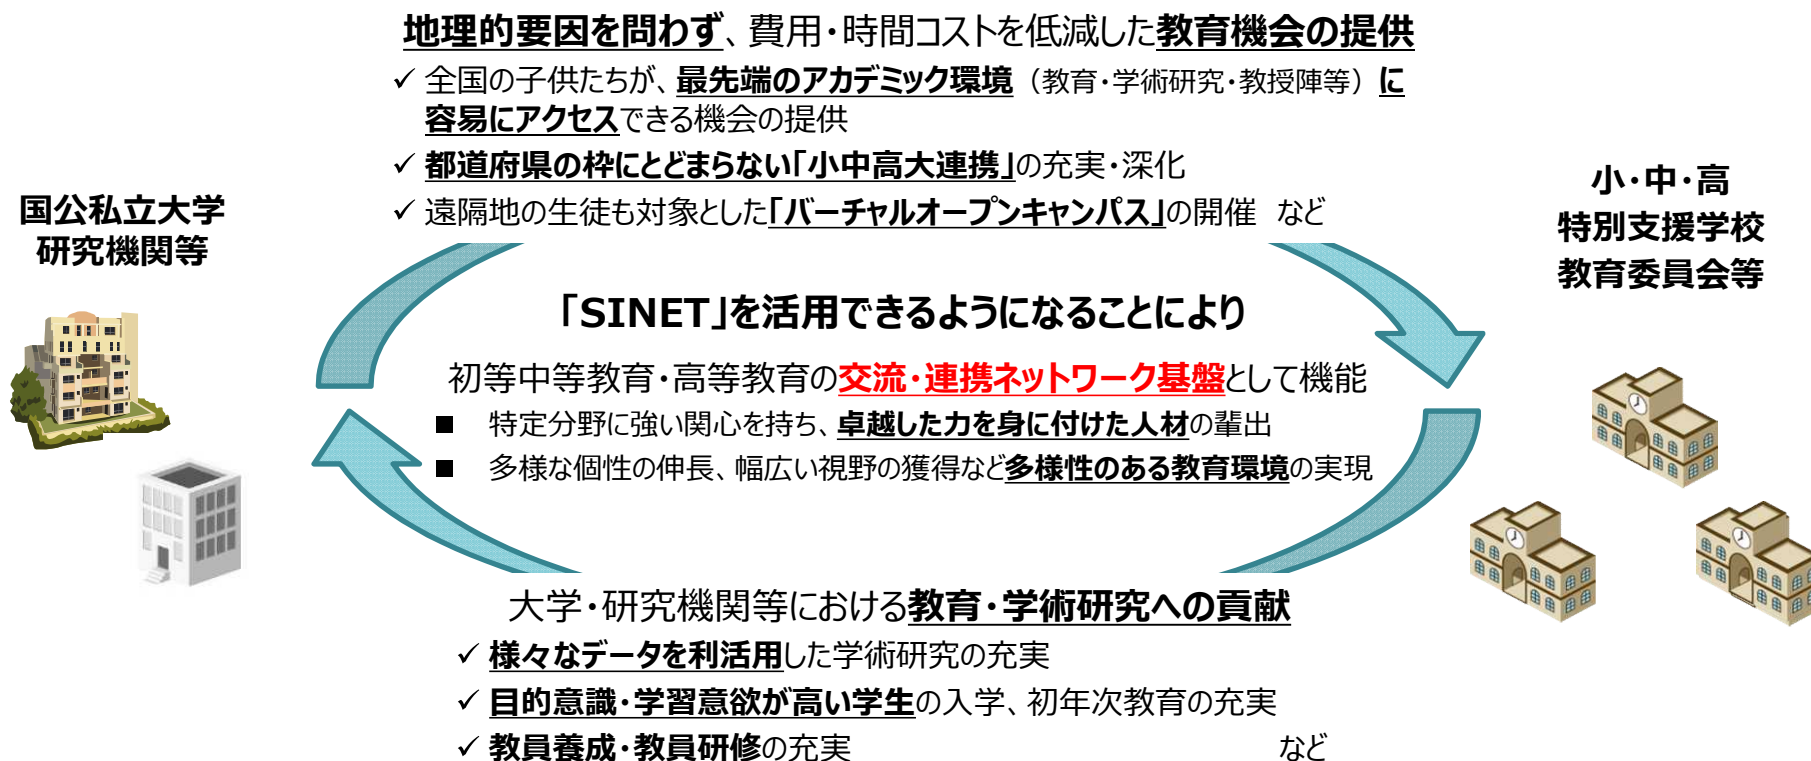 地理的要因を問わず、費用・時間コストを低減した教育機会の提供
✓ 全国の子供たちが、最先端のアカデミック環境（教育・学術研究・教授陣等）に
容易にアクセスできる機会の提供
✓ 都道府県の枠にとどまらない「小中高大連携」の充実・深化
✓ 遠隔地の生徒も対象とした「バーチャルオープンキャンパス」の開催　など
国公私立大学
研究機関等
小・中・高
特別支援学校
教育委員会等
「SINET」を活用できるようになることにより
初等中等教育・高等教育の交流・連携ネットワーク基盤として機能
■ 特定分野に強い関心を持ち、卓越した力を身に付けた人材の輩出
■ 多様な個性の伸長、幅広い視野の獲得など多様性のある教育環境の実現
大学・研究機関等における教育・学術研究への貢献
✓ 様々なデータを利活用した学術研究の充実
✓ 目的意識・学習意欲が高い学生の入学、初年次教育の充実
✓ 教員養成・教員研修の充実　など